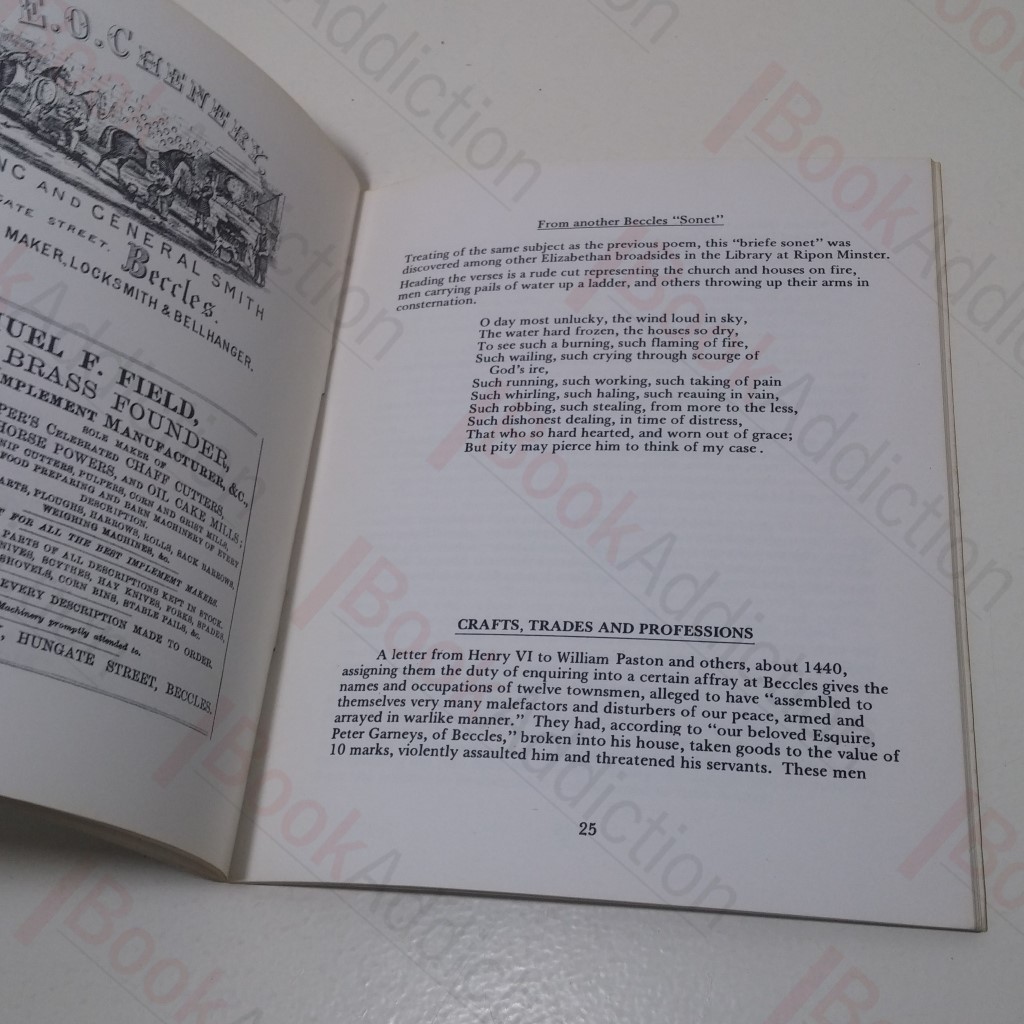 E.O.CHENERY,
AND GENERAL SMITH
GATE STREET.
Beccles.
MAKER, LOCKSMITH & BELLHANGER.
F. FIELD,
BRASS FOUNDER,
IMPLEMENT MANUFACTURER, &c.,
SOLE MAKER OF
CELEBRATED CHAFF CUTTERS,
HORSE POWERS, AND OIL CAKE MILLS;
CUTTERS, PULPERS, CORN AND GRIST MILLS,
FOOD PREPARING AND BARN MACHINERY OF EVERY
DESCRIPTION.
PLOUGHS, HARROWS, ROLLS, SACK BARROWS,
WEIGHING MACHINES, &c.
FOR ALL THE BEST IMPLEMENT MAKERS.
PARTS OF ALL DESCRIPTIONS KEPT IN STOCK.
SCYTHES, HAY KNIVES, FORKS, SPADES,
SHOVELS, CORN BINS, STABLE PAILS, &c.
EVERY DESCRIPTION MADE TO ORDER.
Machinery promptly attended to.
HUNGATE STREET, BECCLES.
From another Beccles "Sonet"
Treating of the same subject as the previous poem, this "briefe sonet" was
discovered among other Elizabethan broadsides in the Library at Ripon Minster.
Heading the verses is a rude cut representing the church and houses on fire,
men carrying pails of water up a ladder, and others throwing up their arms in
consternation.
O day most unlucky, the wind loud in sky,
The water hard frozen, the houses so dry,
To see such a burning, such flaming of fire,
Such wailing, such crying through scourge of
God's ire,
Such running, such working, such taking of pain
Such whirling, such haling, such reauing in vain,
Such robbing, such stealing, from more to the less,
Such dishonest dealing, in time of distress,
That who so hard hearted, and worn out of grace;
But pity may pierce him to think of my case .
CRAFTS, TRADES AND PROFESSIONS
A letter from Henry VI to William Paston and others, about 1440,
assigning them the duty of enquiring into a certain affray at Beccles gives the
names and occupations of twelve townsmen, alleged to have "assembled to
themselves very many malefactors and disturbers of our peace, armed and
arrayed in warlike manner." They had, according to "our beloved Esquire,
Peter Garneys, of Beccles," broken into his house, taken goods to the value of
10 marks, violently assaulted him and threatened his servants. These men
25
BookAddiction